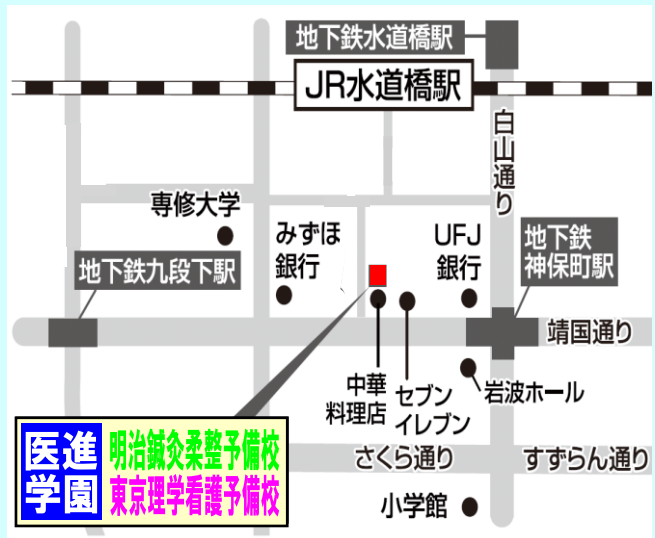 地下鉄水道橋駅
JR水道橋駅
白山通り
専修大学
みずほ
銀行
UFJ
銀行
地下鉄
神保町駅
地下鉄九段下駅
靖国通り
中華
料理店
セブン
イレブン
岩波ホール
さくら通り
すずらん通り
小学館
医進
学園
明治鍼灸柔整予備校
東京理学看護予備校